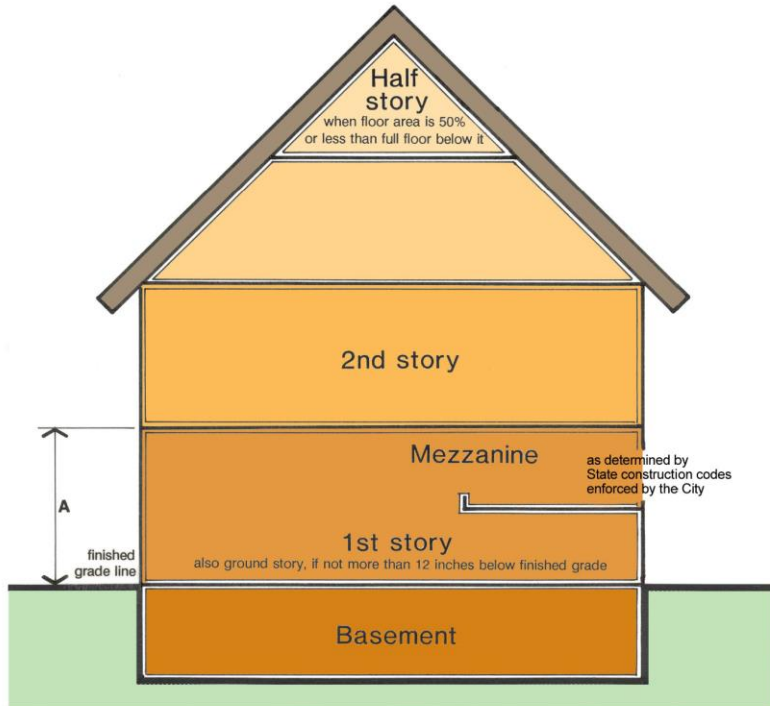 Half
story
when floor area is 50%
or less than full floor below it
2nd story
Mezzanine
as determined by
State construction codes
enforced by the City
A
1st story
also ground story, if not more than 12 inches below finished grade
finished
grade line
Basement